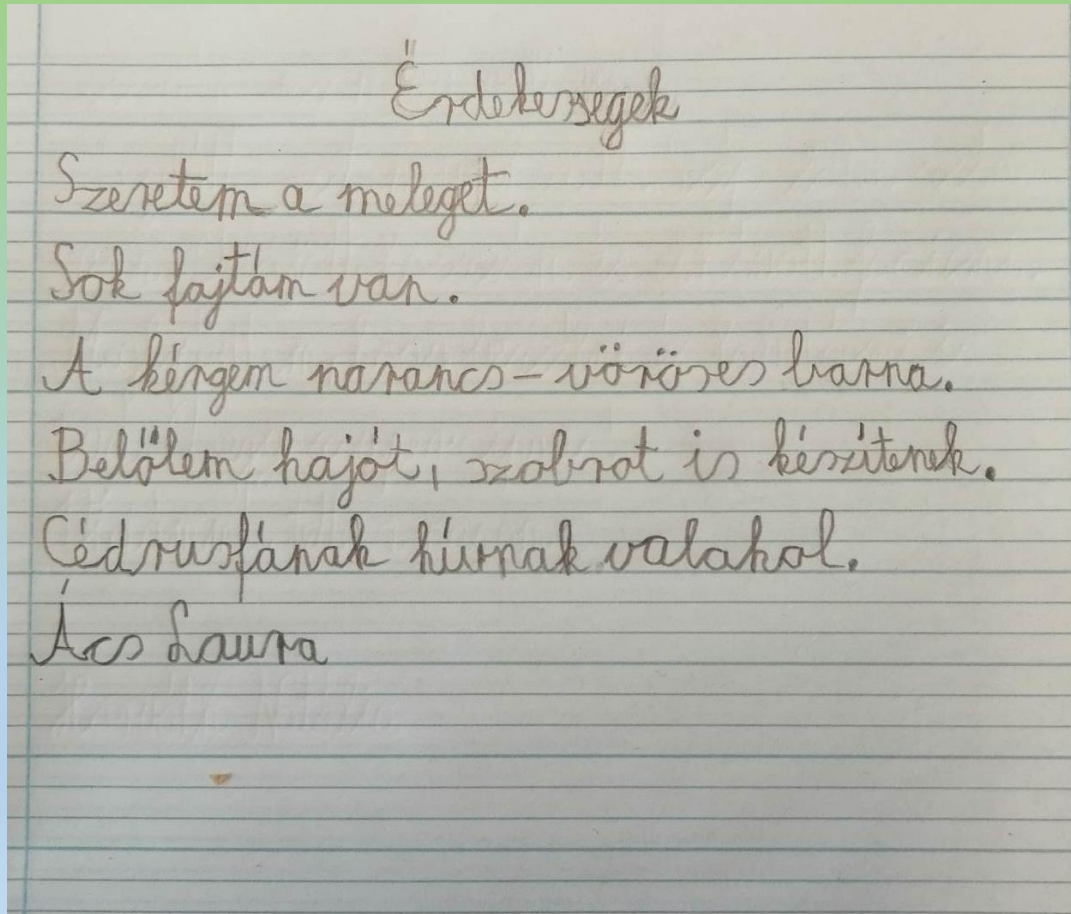 Érdekességek
Szeretem a meleget.
Sok fajtám van.
A kérgem narancs-vöröses barna.
Belőlem hajót, szobrot is készítenek.
Cédrusfának hívnak valahol.
Ács Laura